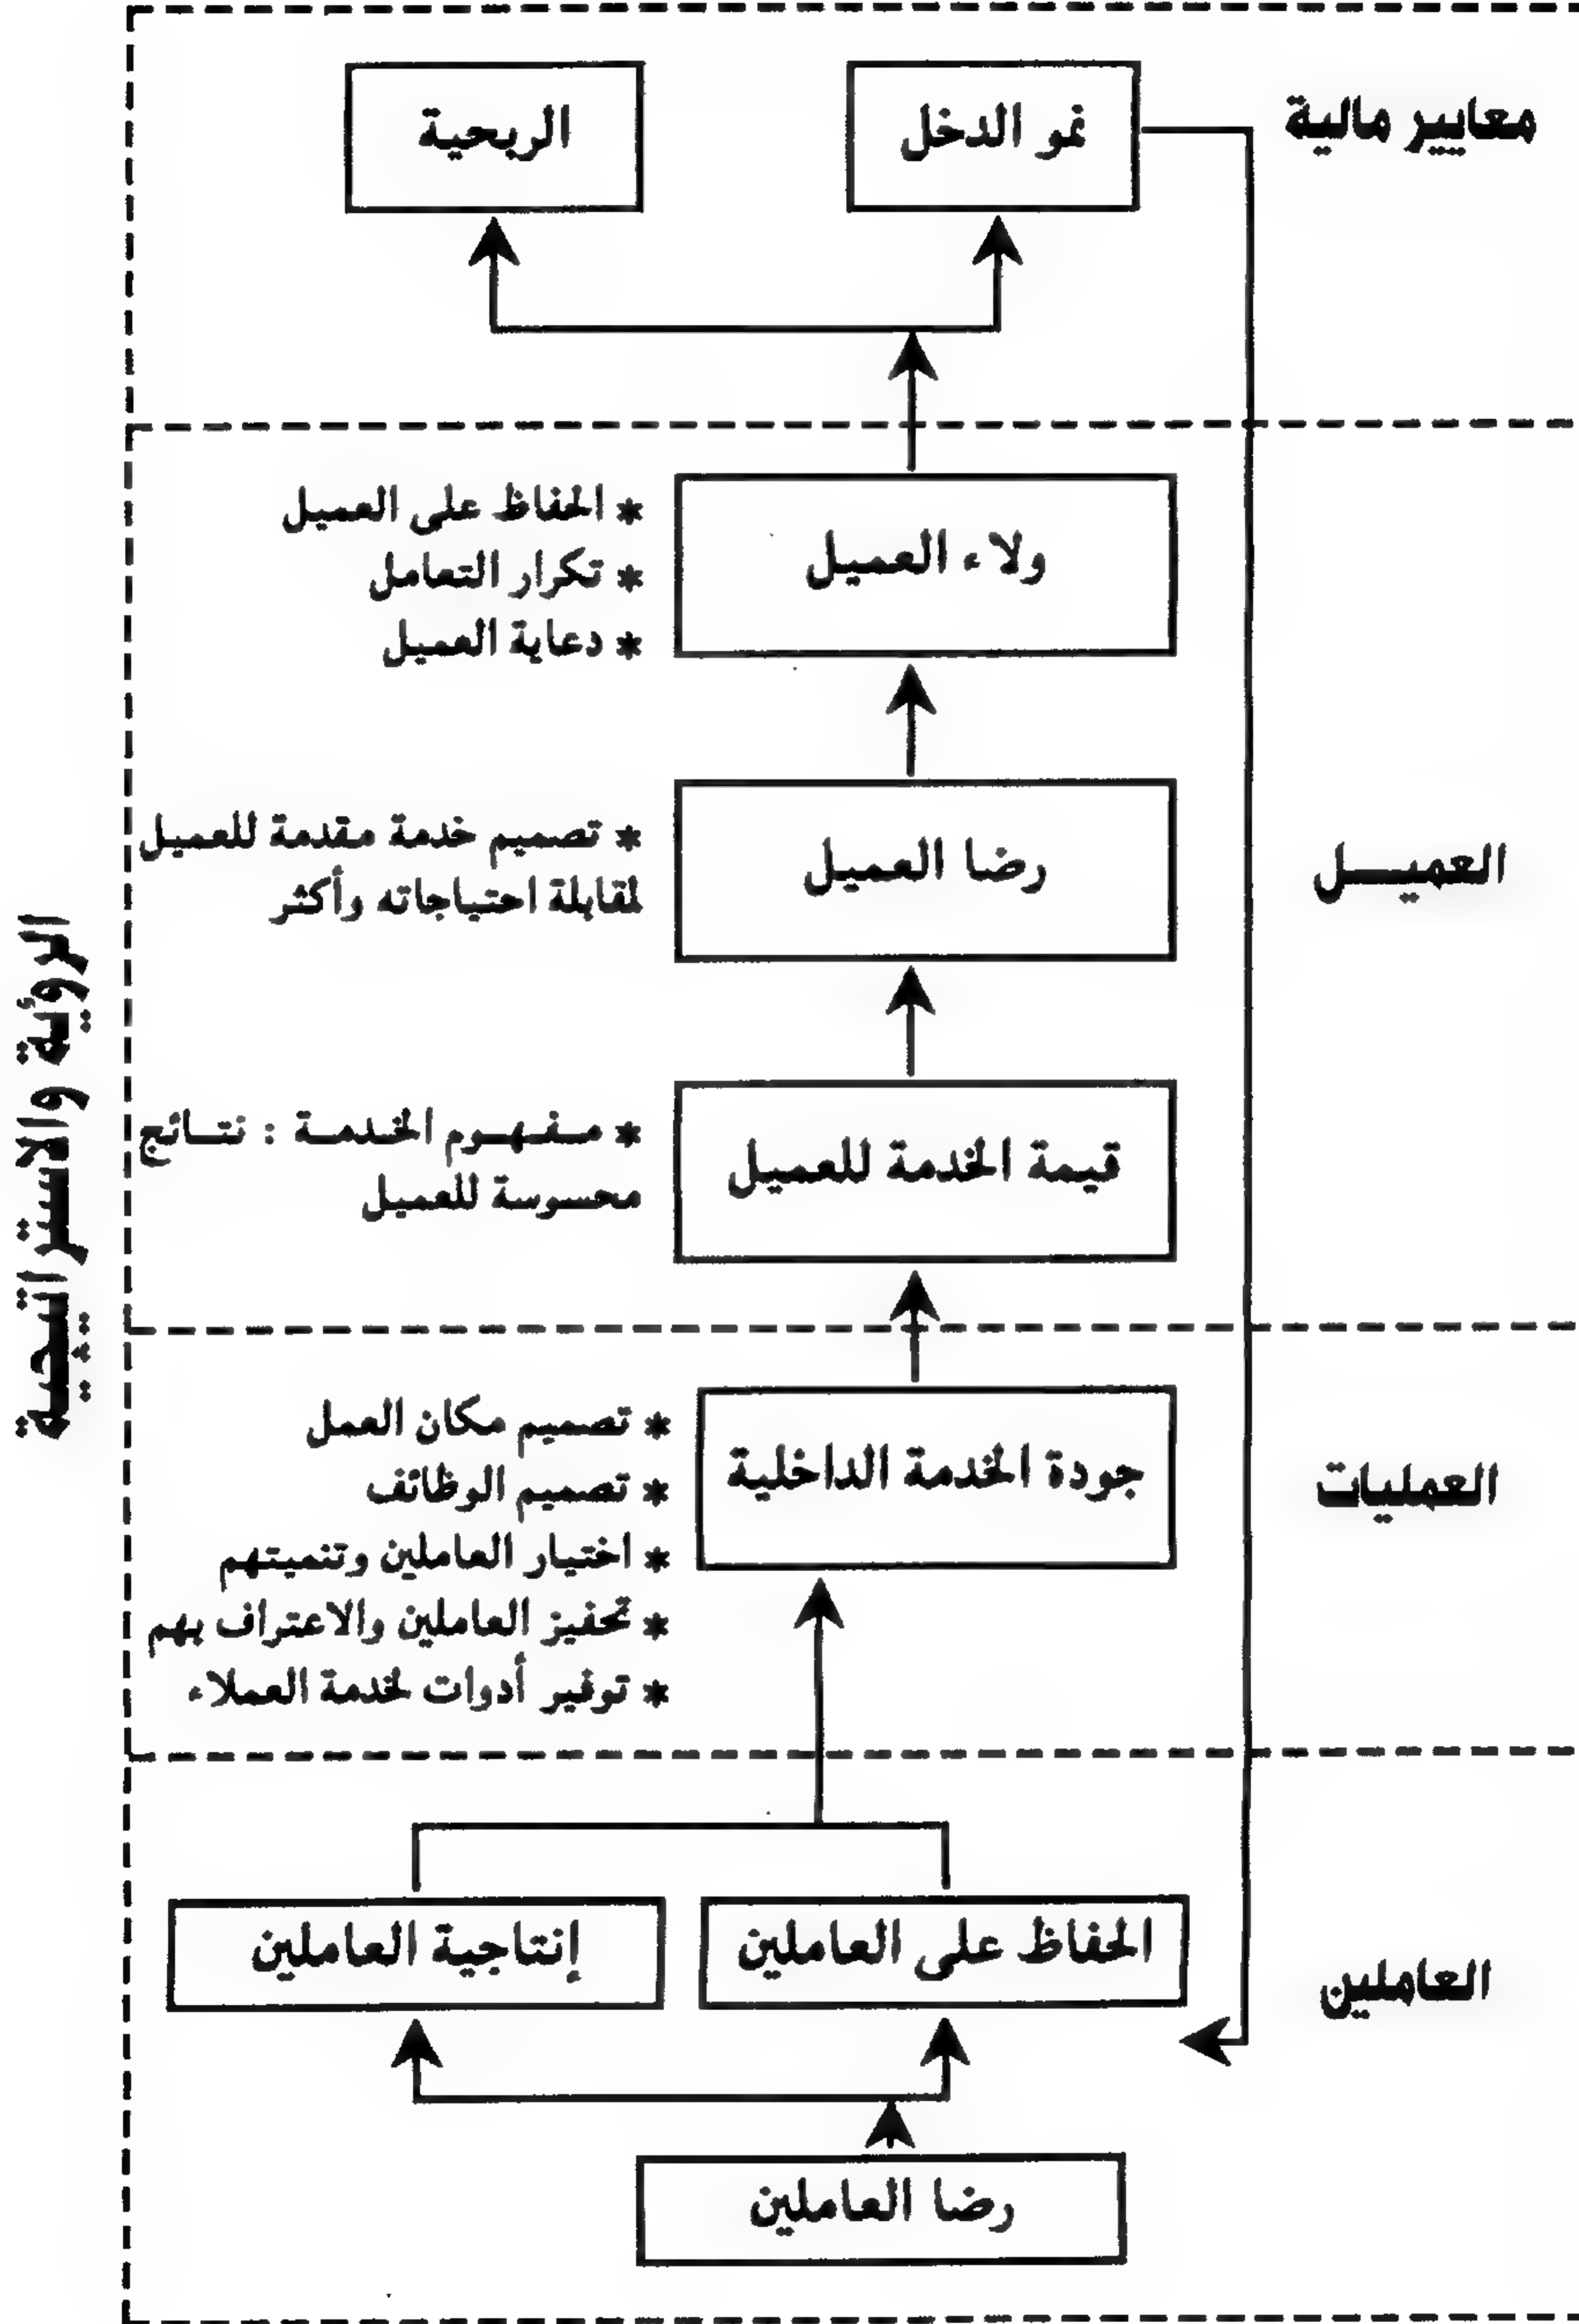 معايير مالية
نمو الدخل
الربحية
ولاء العميل
* الحفاظ على العميل
* تكرار التعامل
* دعاية العميل
العميــل
رضا العميل
* تصميم خدمة مقدمة للعميل
لمقابلة احتياجاته وأكثر
قيمة الخدمة للعميل
* مـفـهـوم الخـدمـة : نتـائج
محسوسة للعميل
العمليات
جودة الخدمة الداخلية
* تصميم مكان العمل
* تصميم الوظائف
* اختيار العاملين وتنميتهم
* تحفيز العاملين والاعتراف بهم
* توفير أدوات لخدمة العملاء
العاملين
الحفاظ على العاملين
إنتاجية العاملين
رضا العاملين
الرؤية والاستراتيجية